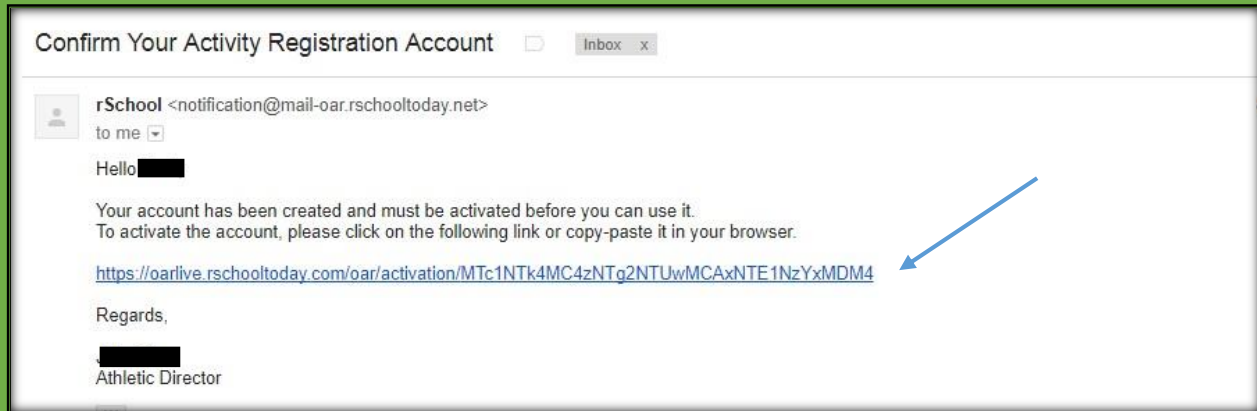 Confirm Your Activity Registration Account
Inbox x
rSchool <notification@mail-oar.rschooltoday.net>
to me
Hello
Your account has been created and must be activated before you can use it.
To activate the account, please click on the following link or copy-paste it in your browser.
https://oarlive.rschooltoday.com/oar/activation/MTc1NTk4MC4zNTg2NTUwMCAxNTE1NzYxMDM4
Regards,
Athletic Director